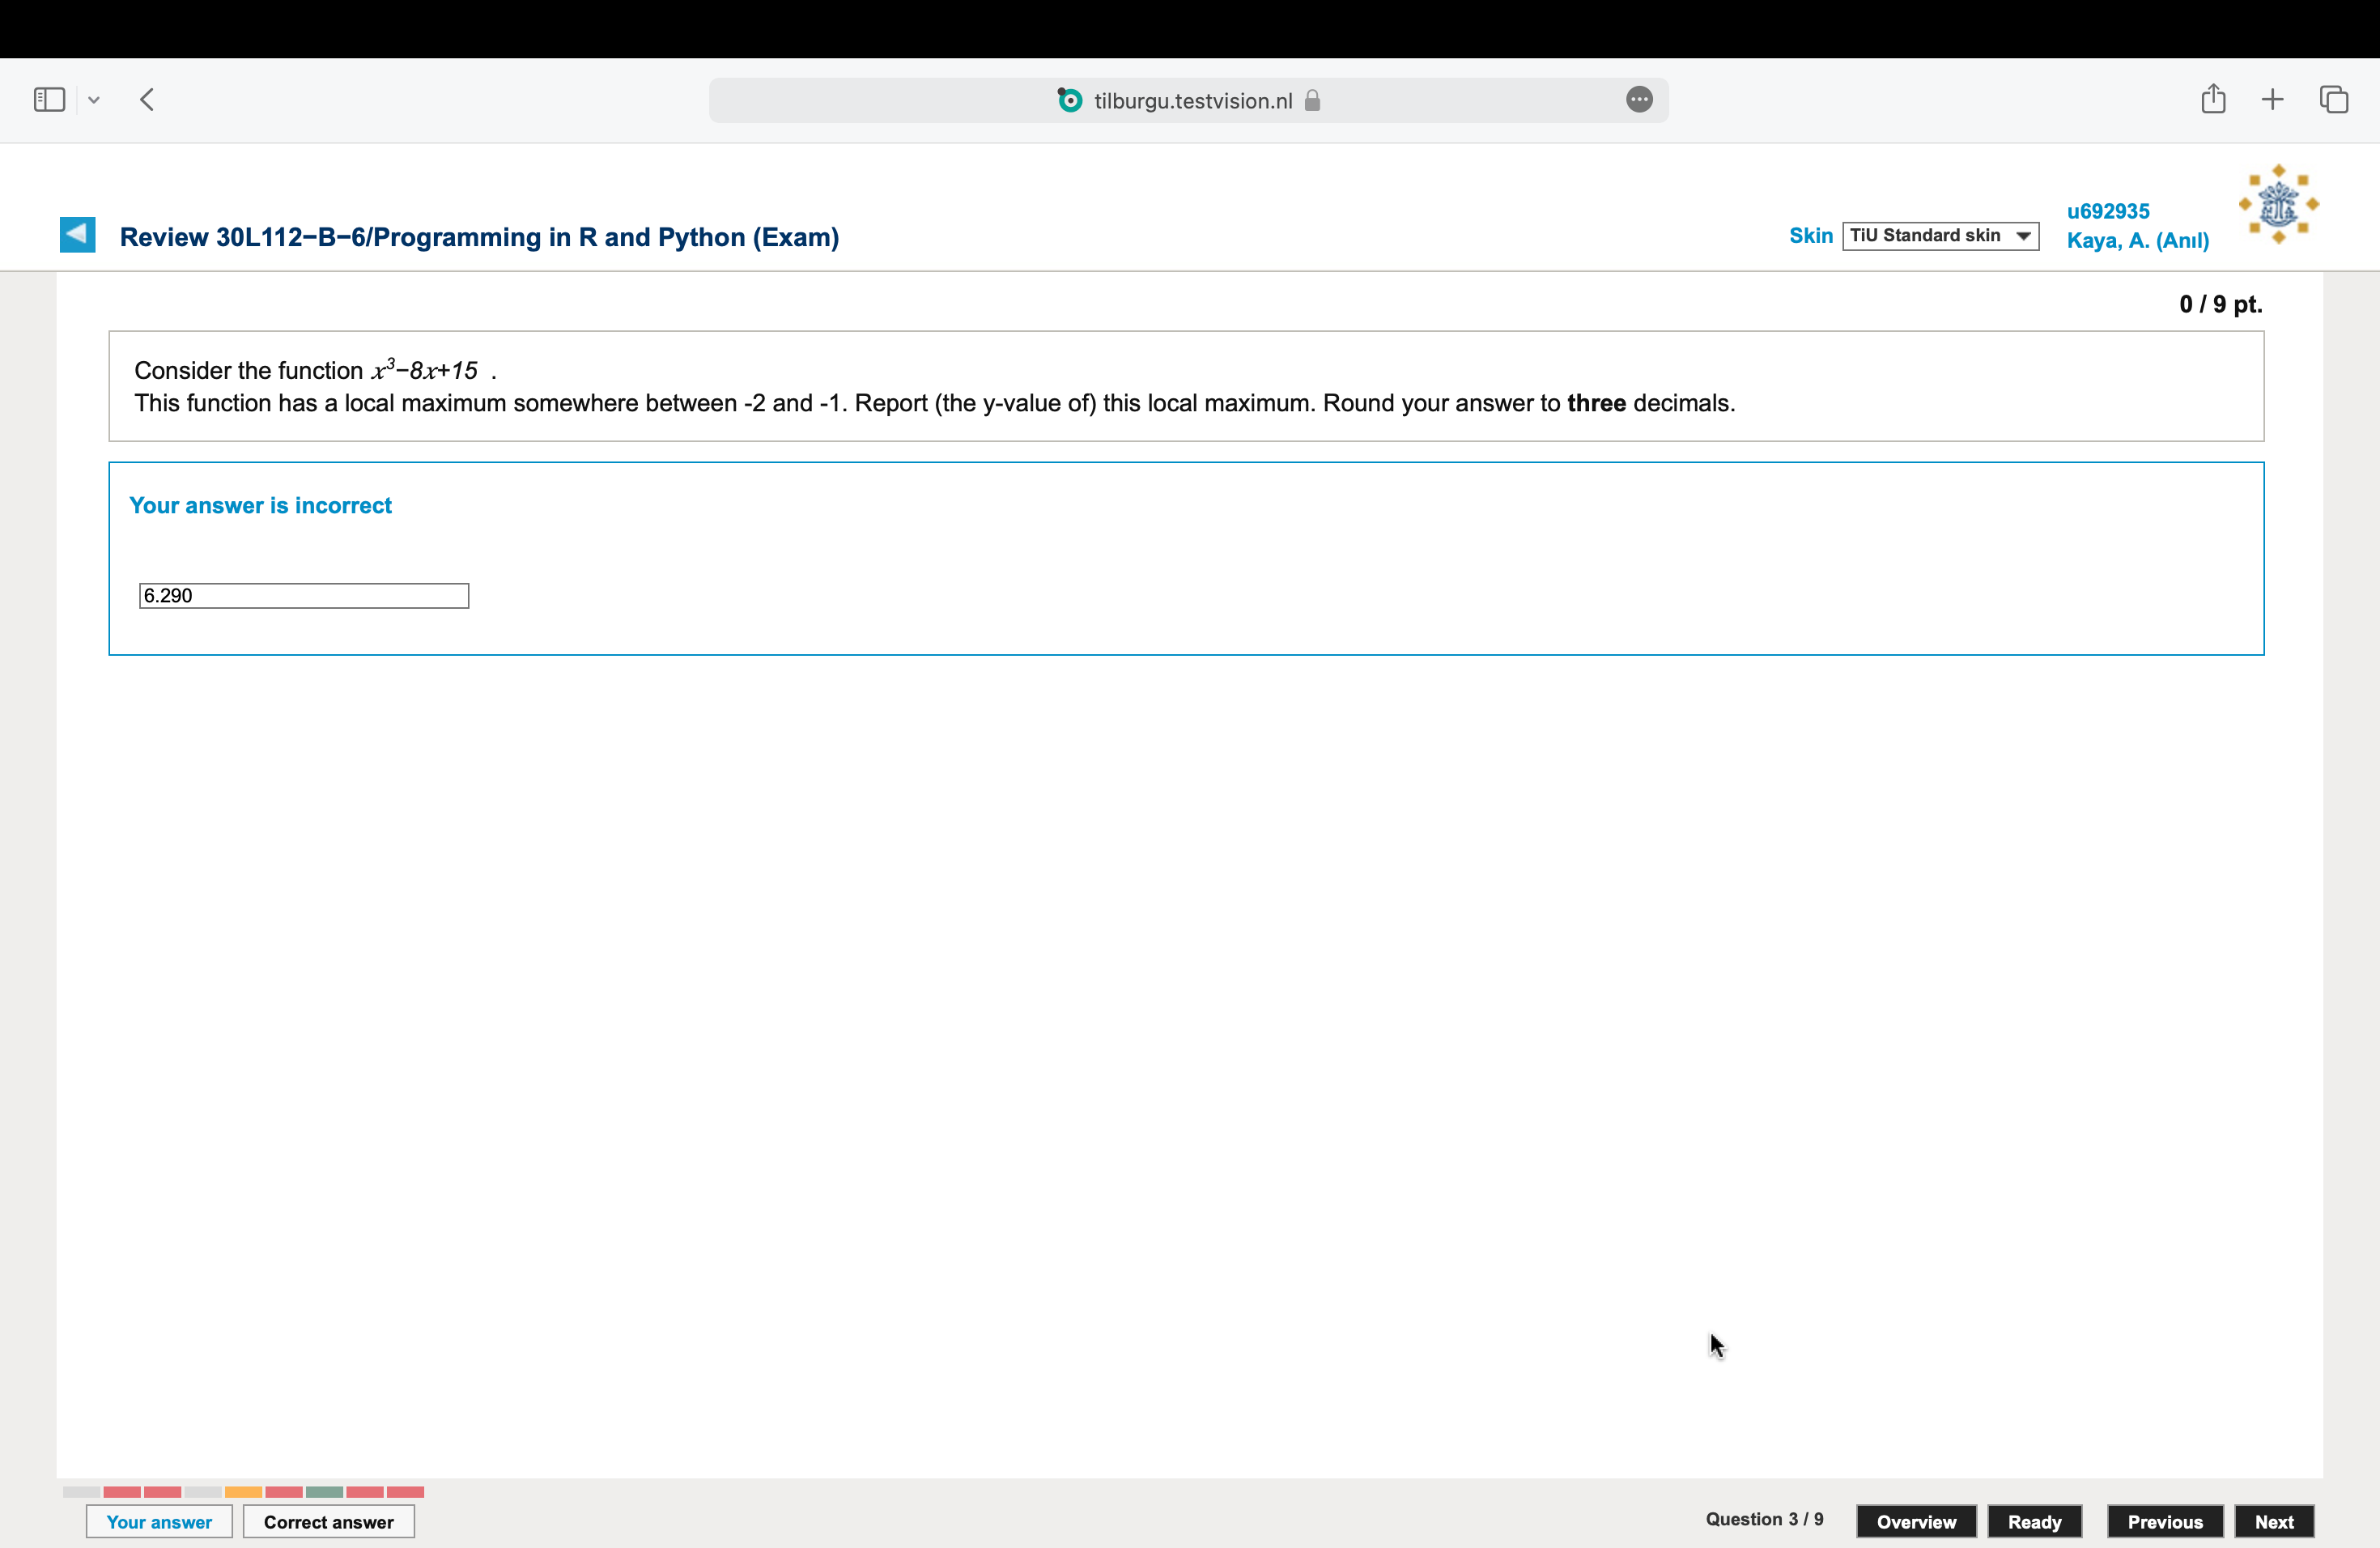 tilburgu.testvision.nl
Review 30L112-B-6/Programming in R and Python (Exam)
Skin TiU Standard skin
u692935
Kaya, A. (Anıl)
0 / 9 pt.
Consider the function x³−8x+15 .
This function has a local maximum somewhere between -2 and -1. Report (the y-value of) this local maximum. Round your answer to three decimals.
Your answer is incorrect
6.290
Your answer Correct answer Question 3 / 9 Overview Ready Previous Next